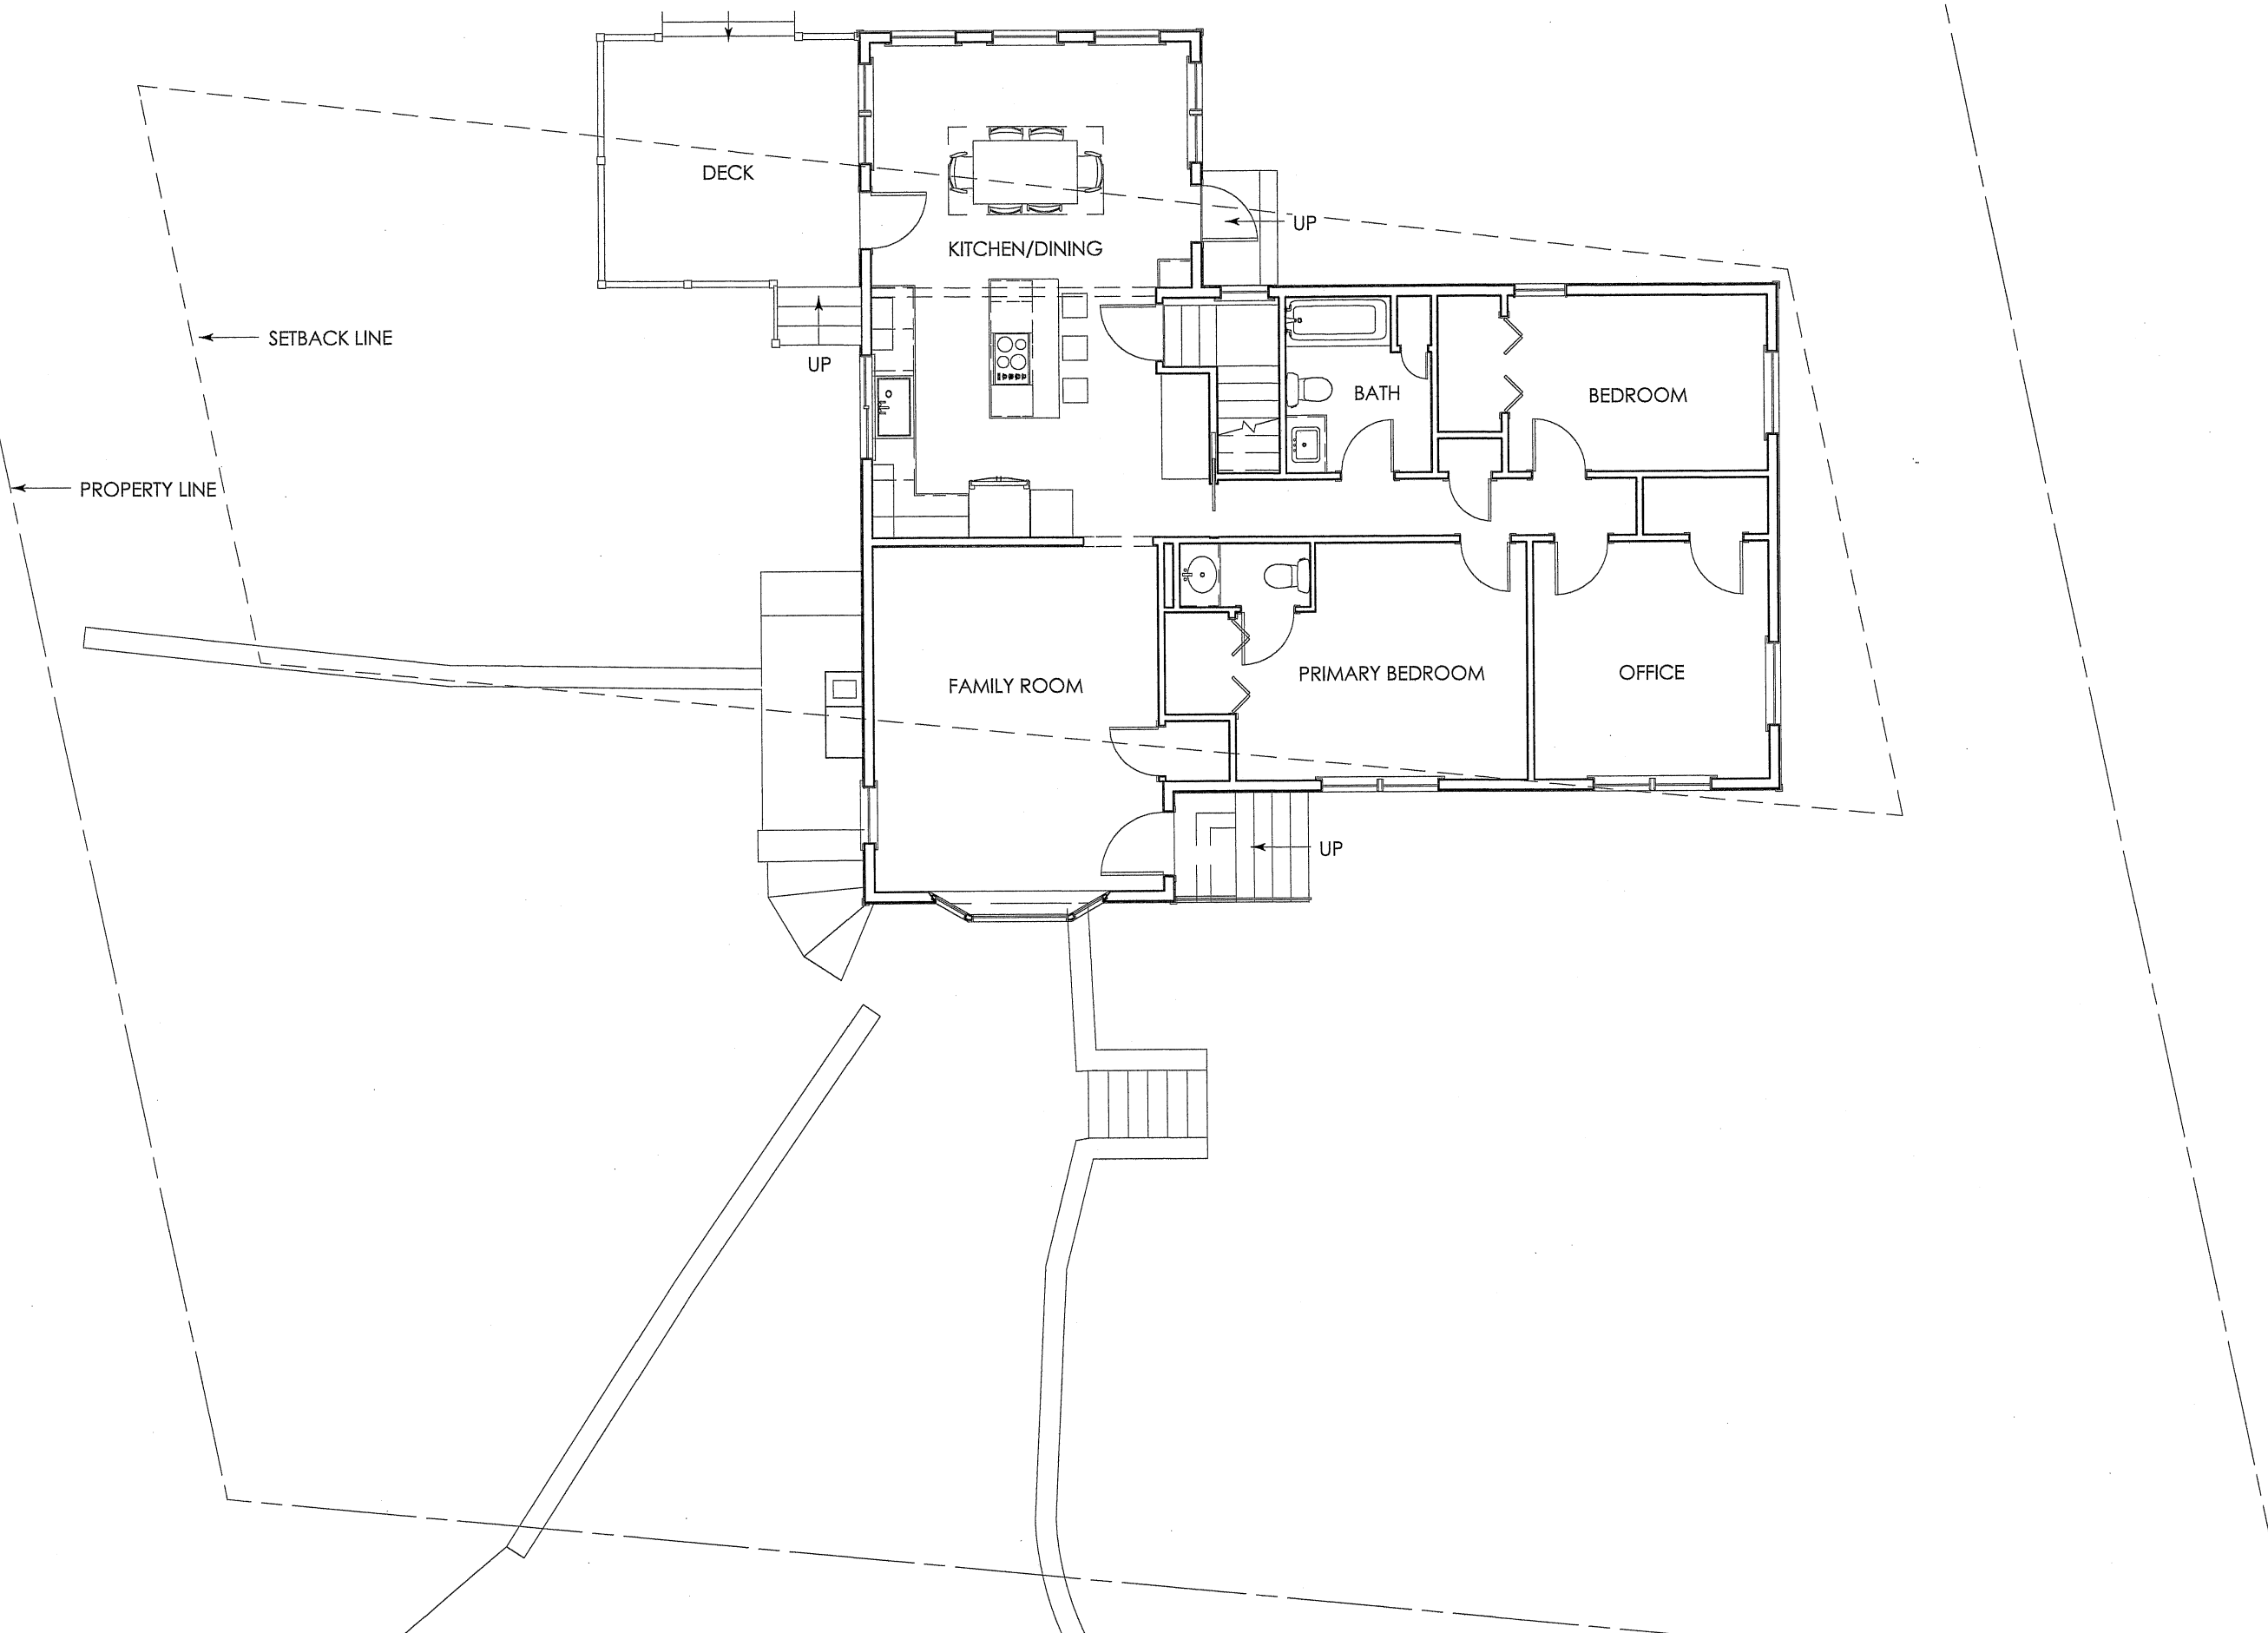 DECK
UP
KITCHEN/DINING
SETBACK LINE
UP
BATH
BEDROOM
PROPERTY LINE
FAMILY ROOM
PRIMARY BEDROOM
OFFICE
UP